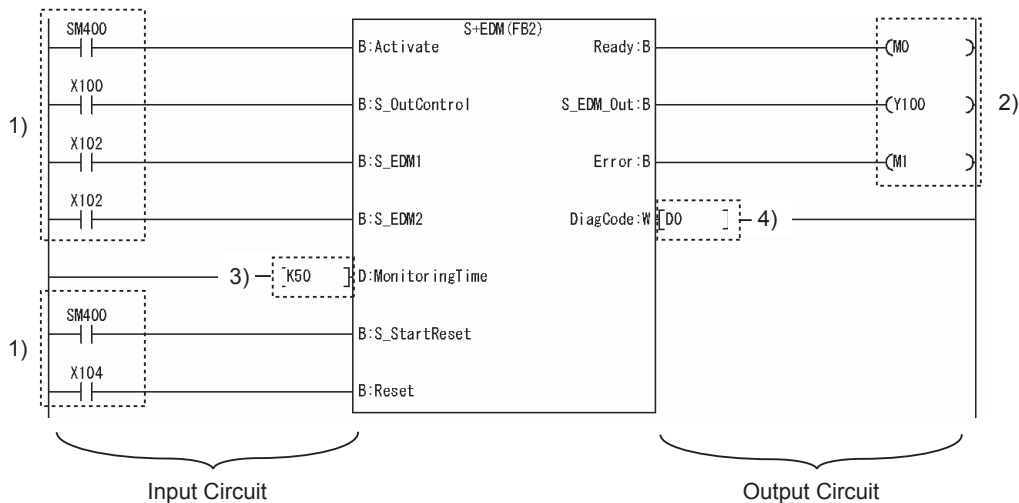 S+EDM(FB2)
SM400
B:Activate
Ready:B
(M0 )
X100
B:S_OutControl
S_EDM_Out:B
(Y100 )
2)
1)
X102
B:S_EDM1
Error:B
(M1 )
X102
B:S_EDM2
DiagCode:W
[D0 ]
4)
3)
[K50 ]
D:MonitoringTime
SM400
B:S_StartReset
1)
X104
B:Reset
Input Circuit
Output Circuit